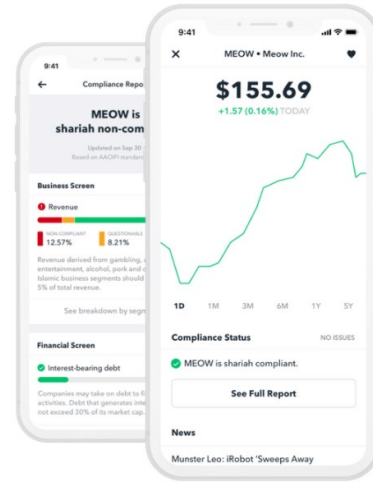 9:41
Compliance Repo
MEOW is
shariah non-com
Updated on Sep 30
Based on AAOIFI standar
Business Screen
Revenue
NON-COMPLIANT
12.57%
QUESTIONABLE
8.21%
Revenue derived from gambling,
entertainment, alcohol, pork and
Islamic business segments should
5% of total revenue.
See breakdown by segm
Financial Screen
Interest-bearing debt
Companies may take on debt to
activities. Debt that generates inte
not exceed 30% of its market cap.
9:41
MEOW • Meow Inc.
$155.69
+1.57 (0.16%) TODAY
1D 1M 3M 6M 1Y 5Y
Compliance Status NO ISSUES
MEOW is shariah compliant.
See Full Report
News
Munster Leo: iRobot 'Sweeps Away